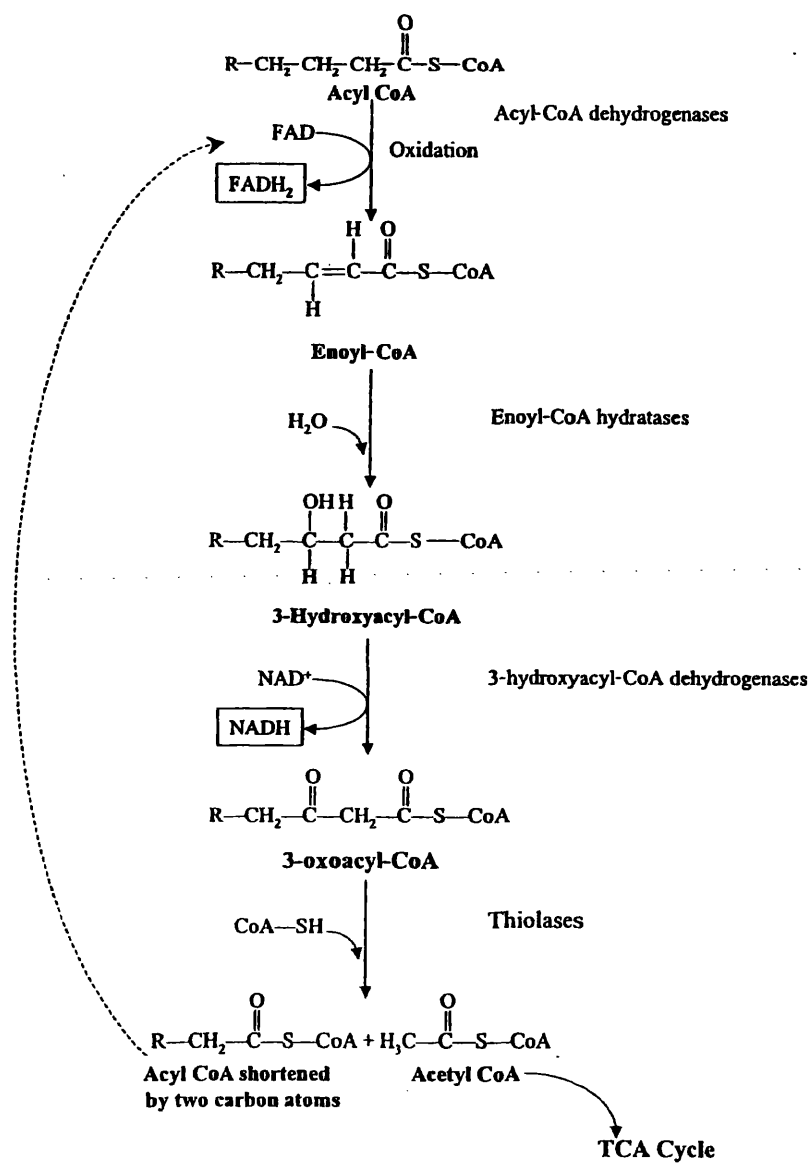 O
R—CH₂—CH₂—CH₂—C—S—CoA
Acyl CoA
Acyl-CoA dehydrogenases
FAD
Oxidation
FADH₂
H O
R—CH₂—C=C—C—S—CoA
H
Enoyl-CoA
H₂O
Enoyl-CoA hydratases
OH H O
R—CH₂—C—C—C—S—CoA
H H
3-Hydroxyacyl-CoA
NAD⁺
3-hydroxyacyl-CoA dehydrogenases
NADH
O O
R—CH₂—C—CH₂—C—S—CoA
3-oxoacyl-CoA
CoA—SH
Thiolases
O O
R—CH₂—C—S—CoA + H₃C—C—S—CoA
Acyl CoA shortened
by two carbon atoms
Acetyl CoA
TCA Cycle